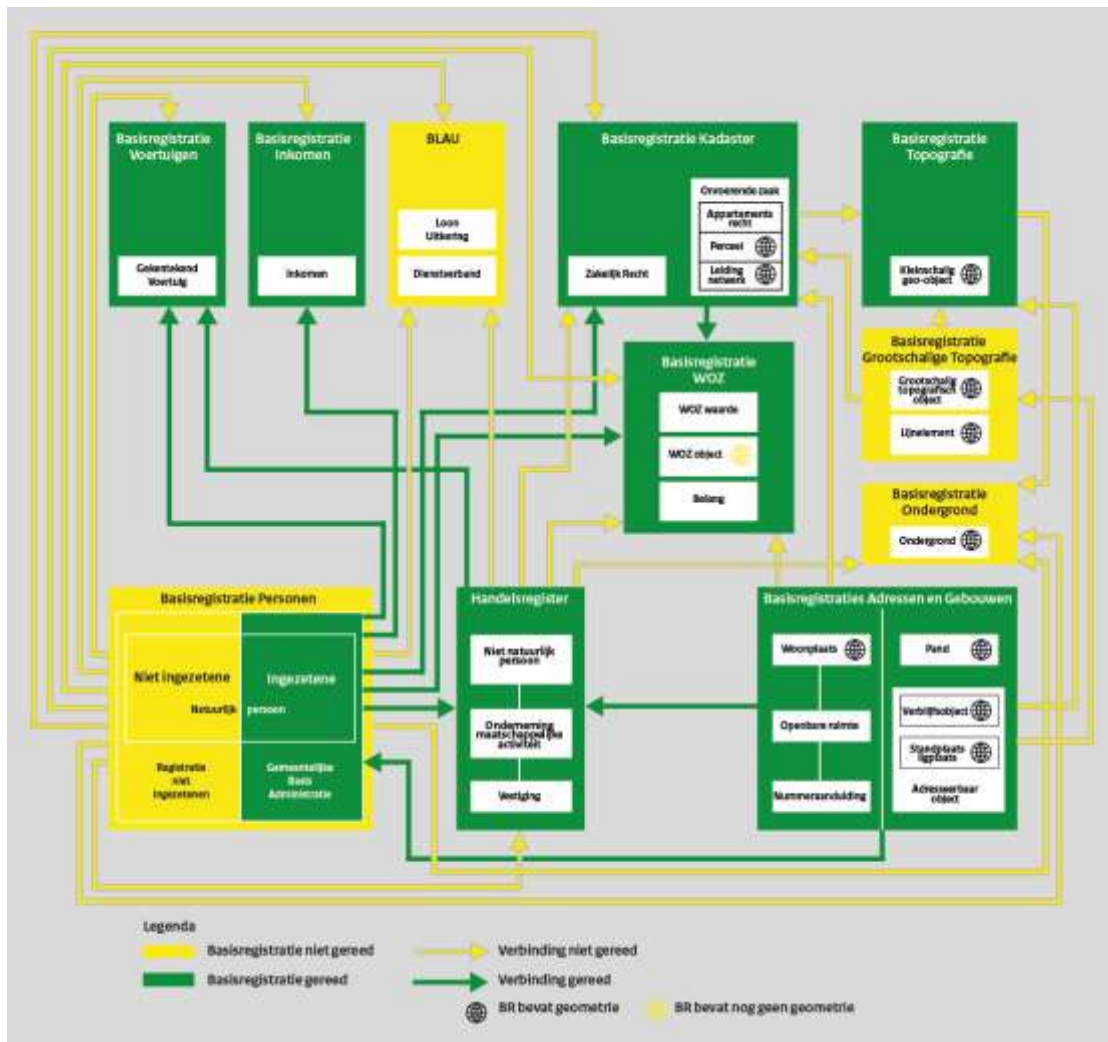 Basisregistratie
Voertuigen
Gekentekend
Voertuig
Basisregistratie
Inkomen
Inkomen
BLAU
Loon
Uitkering
Dienstverband
Basisregistratie Kadaster
Onroerende zaak
Appartements
recht
Perceel
Leiding
netwerk
Zakelijk Recht
Basisregistratie
Topografie
Kleinschalig
geo-object
Basisregistratie
Grootschalige Topografie
Grootschalig
topografisch
object
Lijnelement
Basisregistratie
WOZ
WOZ waarde
WOZ object
Belang
Basisregistratie
Ondergrond
Ondergrond
Basisregistratie Personen
Niet ingezetene
Ingezetene
Natuurlijk persoon
Registratie
niet
ingezetenen
Gemeentelijke
Basis
Administratie
Handelsregister
Niet natuurlijk
persoon
Onderneming
maatschappelijke
activiteit
Vestiging
Basisregistraties Adressen en Gebouwen
Woonplaats
Openbare ruimte
Nummeraanduiding
Pand
Verblijfsobject
Standplaats
ligplaats
Adresseerbaar
object
Legenda
Basisregistratie niet gereed
Verbinding niet gereed
Basisregistratie gereed
Verbinding gereed
BR bevat geometrie
BR bevat nog geen geometrie